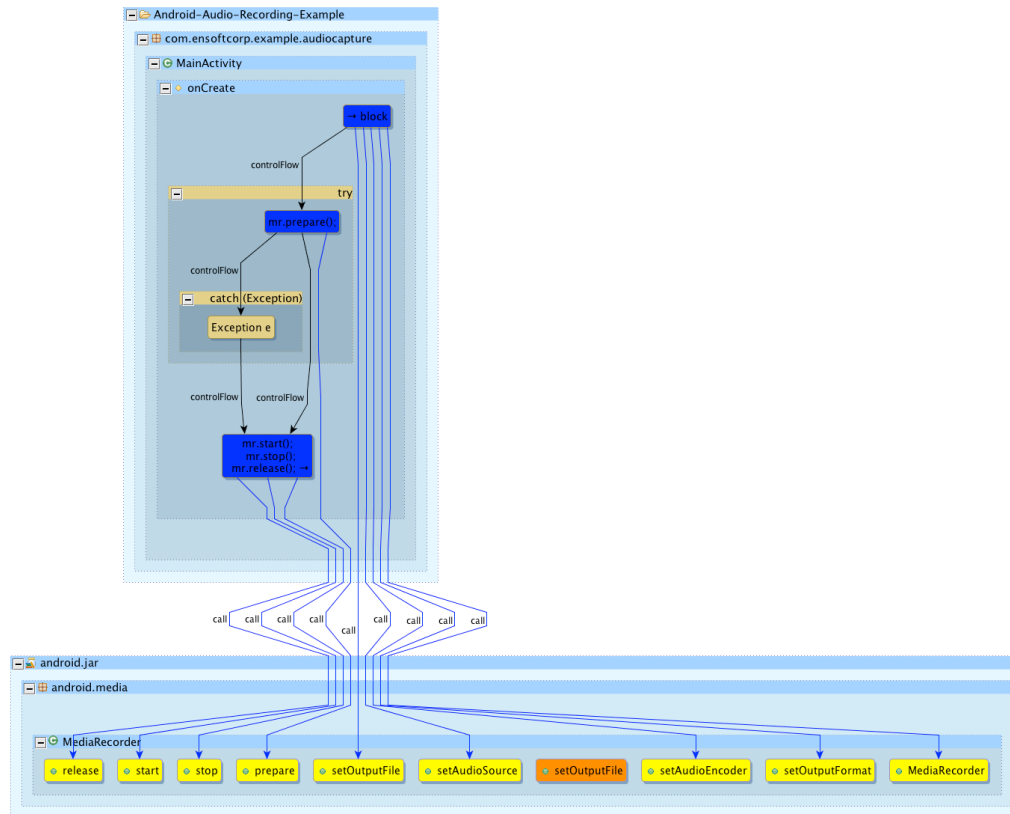 Android-Audio-Recording-Example
com.ensoftcorp.example.audiocapture
MainActivity
onCreate
→ block
controlFlow
try
mr.prepare();
controlFlow
catch (Exception)
Exception e
controlFlow controlFlow
mr.start();
mr.stop();
mr.release(); →
call call call call call call call call call
android.jar
android.media
MediaRecorder
release start stop prepare setOutputFile setAudioSource setOutputFile setAudioEncoder setOutputFormat MediaRecorder